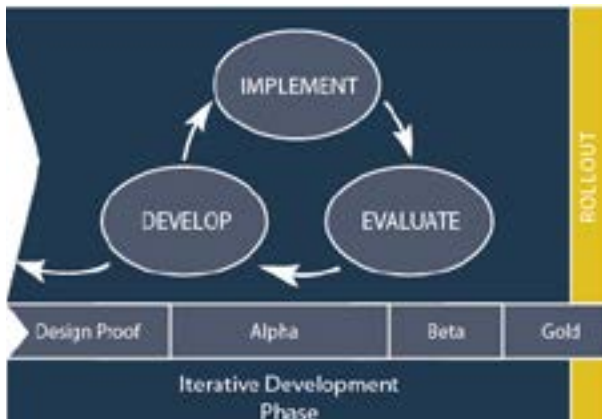 IMPLEMENT
DEVELOP
EVALUATE
ROLLOUT
Design Proof
Alpha
Beta
Gold
Iterative Development
Phase